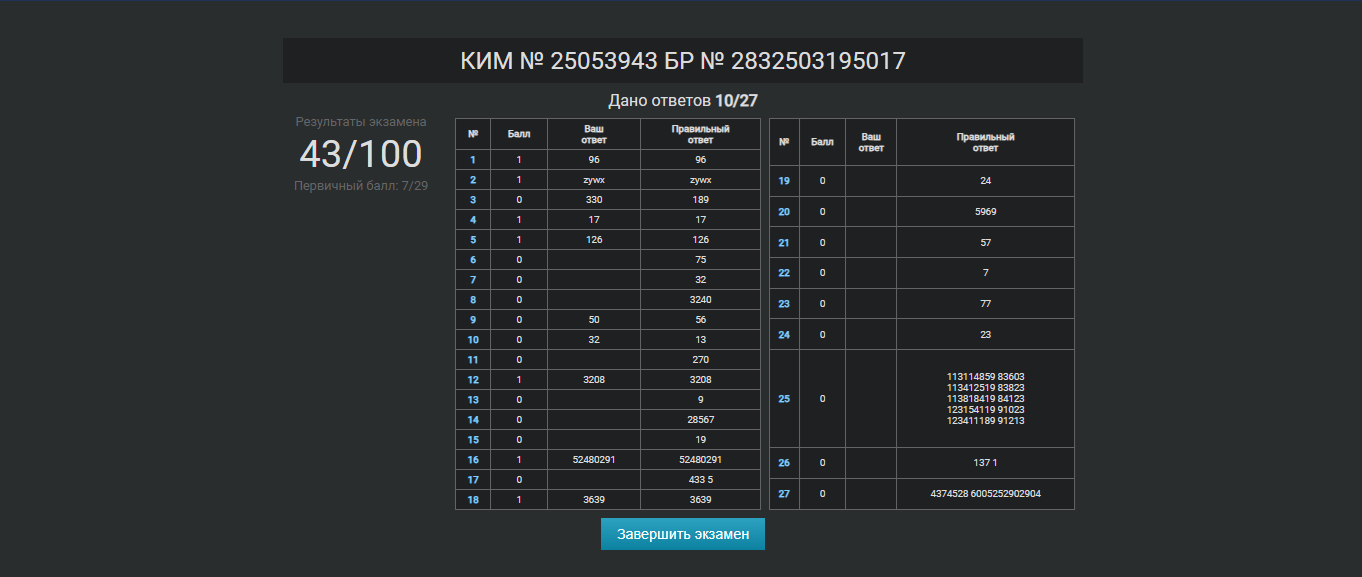 КИМ № 25053943 БР № 2832503195017
Дано ответов 10/27
Результаты экзамена
43/100
Первичный балл: 7/29
№ Балл Ваш ответ Правильный ответ
1 1 96 96
2 1 zywx zywx
3 0 330 189
4 1 17 17
5 1 126 126
6 0 75
7 0 32
8 0 3240
9 0 50 56
10 0 32 13
11 0 270
12 1 3208 3208
13 0 9
14 0 28567
15 0 19
16 1 52480291 52480291
17 0 433 5
18 1 3639 3639
№ Балл Ваш ответ Правильный ответ
19 0 24
20 0 5969
21 0 57
22 0 7
23 0 77
24 0 23
25 0 113114859 83603
113412519 83823
113818419 84123
123154119 91023
123411189 91213
26 0 137 1
27 0 4374528 6005252902904
Завершить экзамен